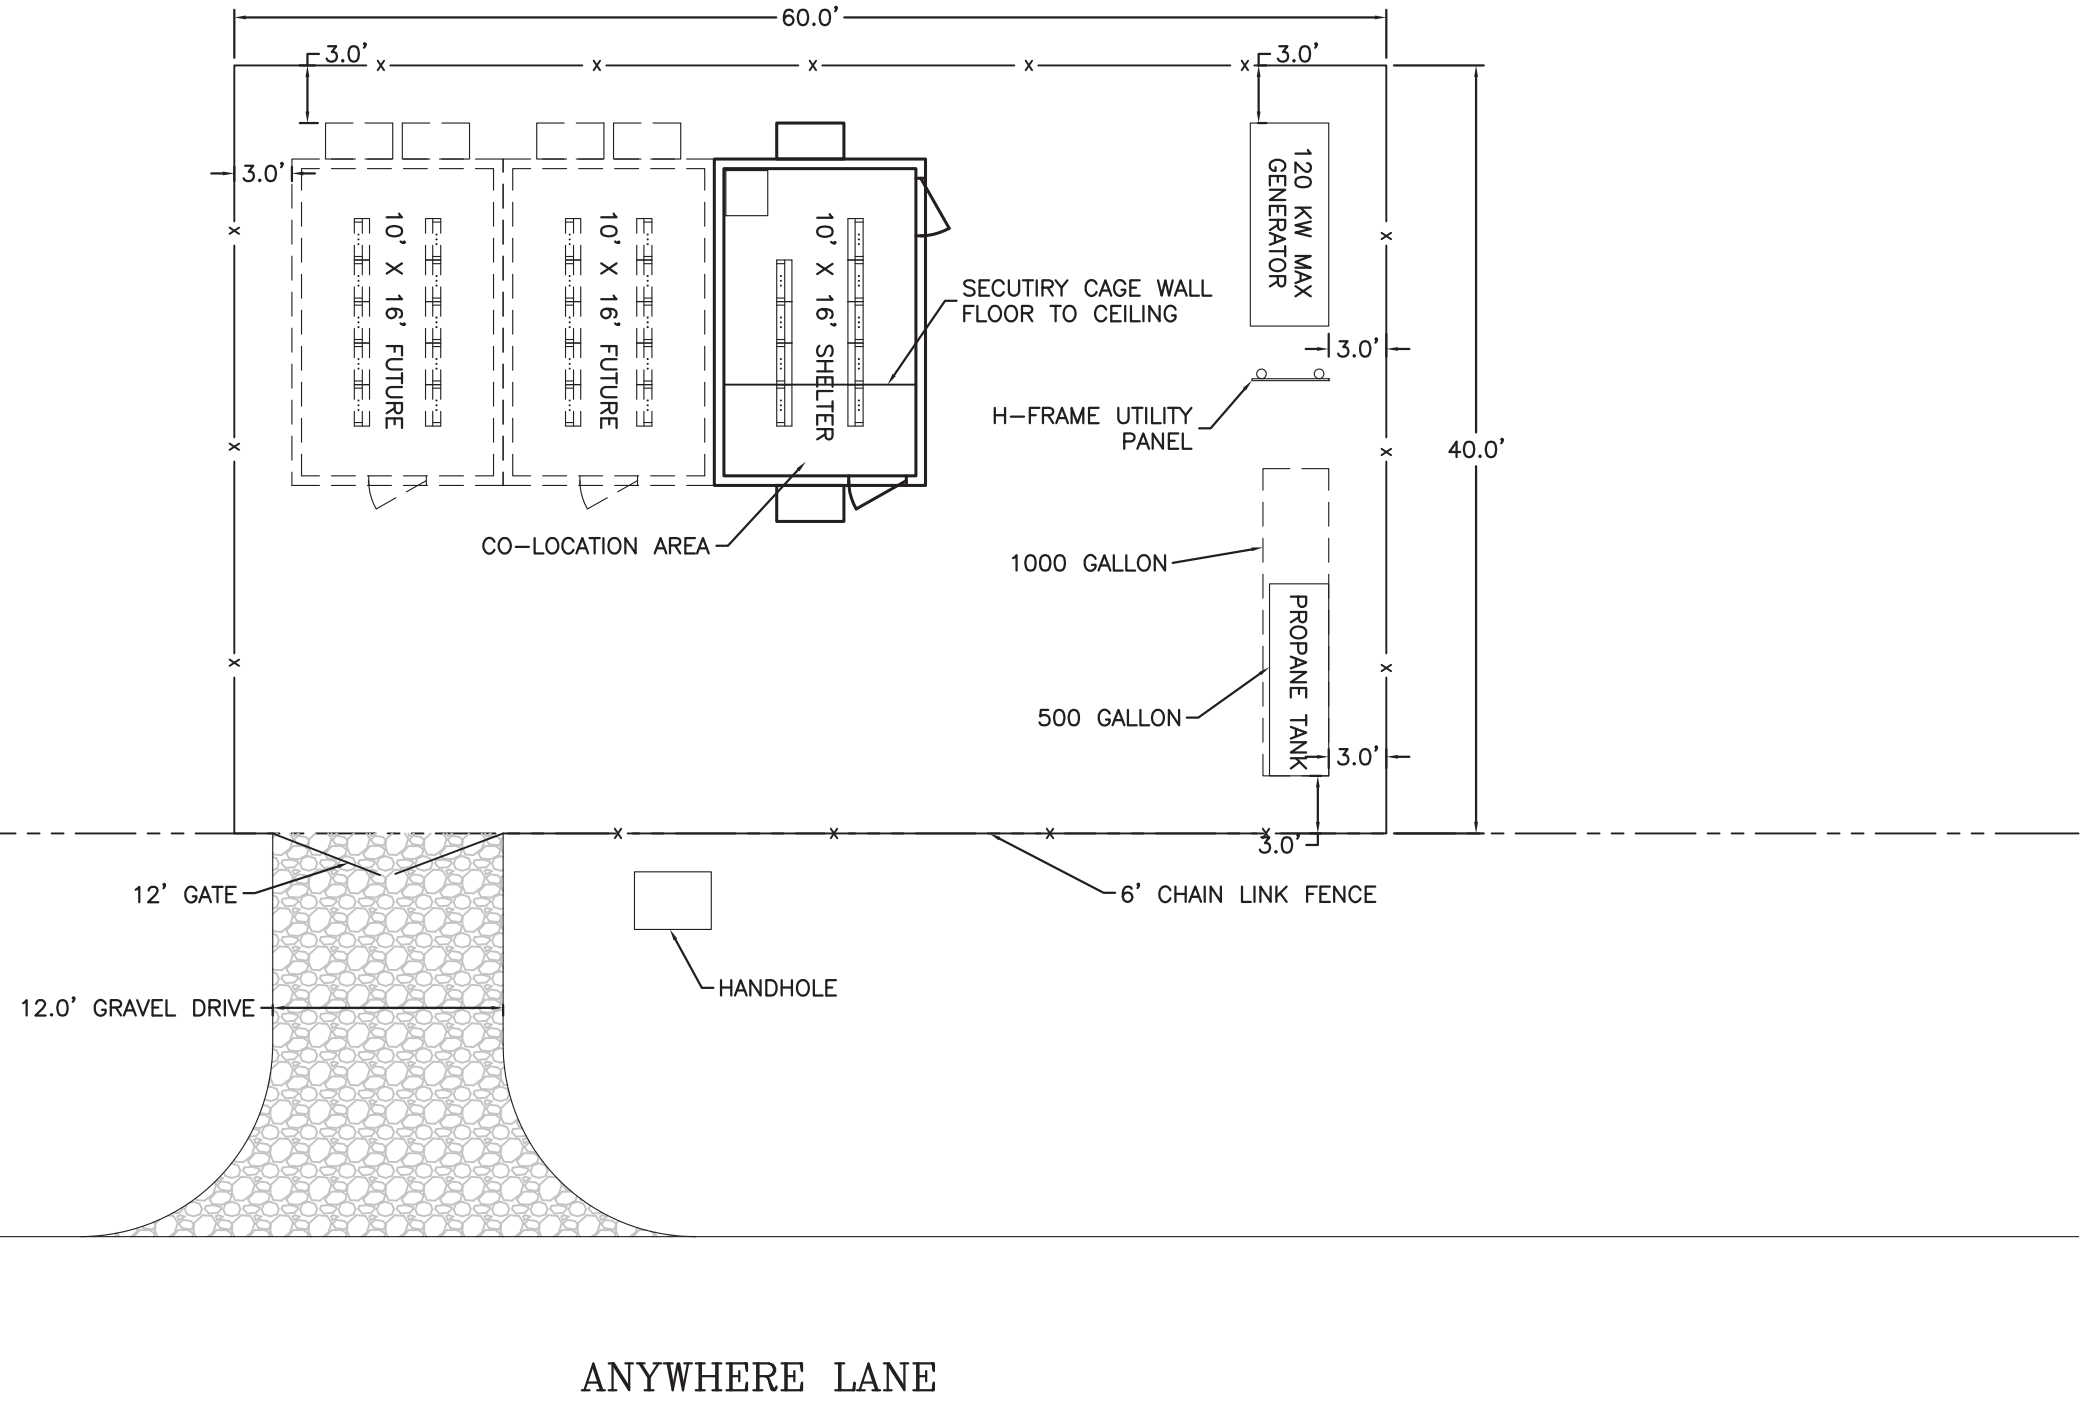 60.0'
3.0'
3.0'
3.0'
120 KW MAX
GENERATOR
10' X 16' FUTURE
10' X 16' FUTURE
10' X 16' SHELTER
SECUTIRY CAGE WALL
FLOOR TO CEILING
3.0'
H-FRAME UTILITY
PANEL
40.0'
CO-LOCATION AREA
1000 GALLON
PROPANE TANK
500 GALLON
3.0'
3.0'
12' GATE
6' CHAIN LINK FENCE
HANDHOLE
12.0' GRAVEL DRIVE
ANYWHERE LANE